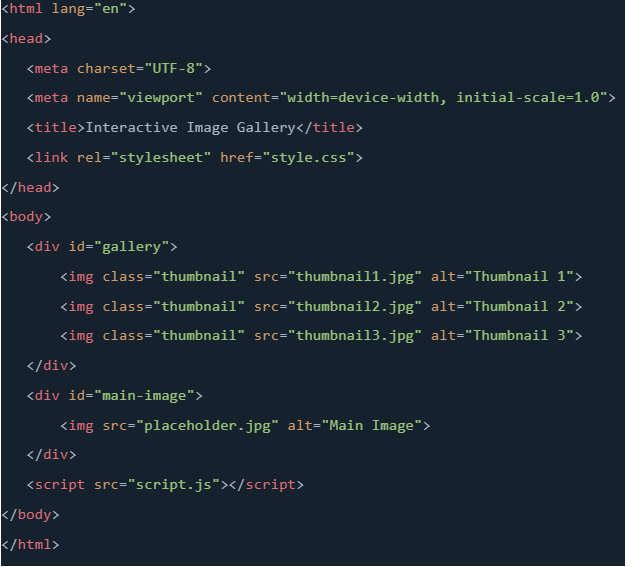 <html lang="en">
<head>
<meta charset="UTF-8">
<meta name="viewport" content="width=device-width, initial-scale=1.0">
<title>Interactive Image Gallery</title>
<link rel="stylesheet" href="style.css">
</head>
<body>
<div id="gallery">
<img class="thumbnail" src="thumbnail1.jpg" alt="Thumbnail 1">
<img class="thumbnail" src="thumbnail2.jpg" alt="Thumbnail 2">
<img class="thumbnail" src="thumbnail3.jpg" alt="Thumbnail 3">
</div>
<div id="main-image">
<img src="placeholder.jpg" alt="Main Image">
</div>
<script src="script.js"></script>
</body>
</html>